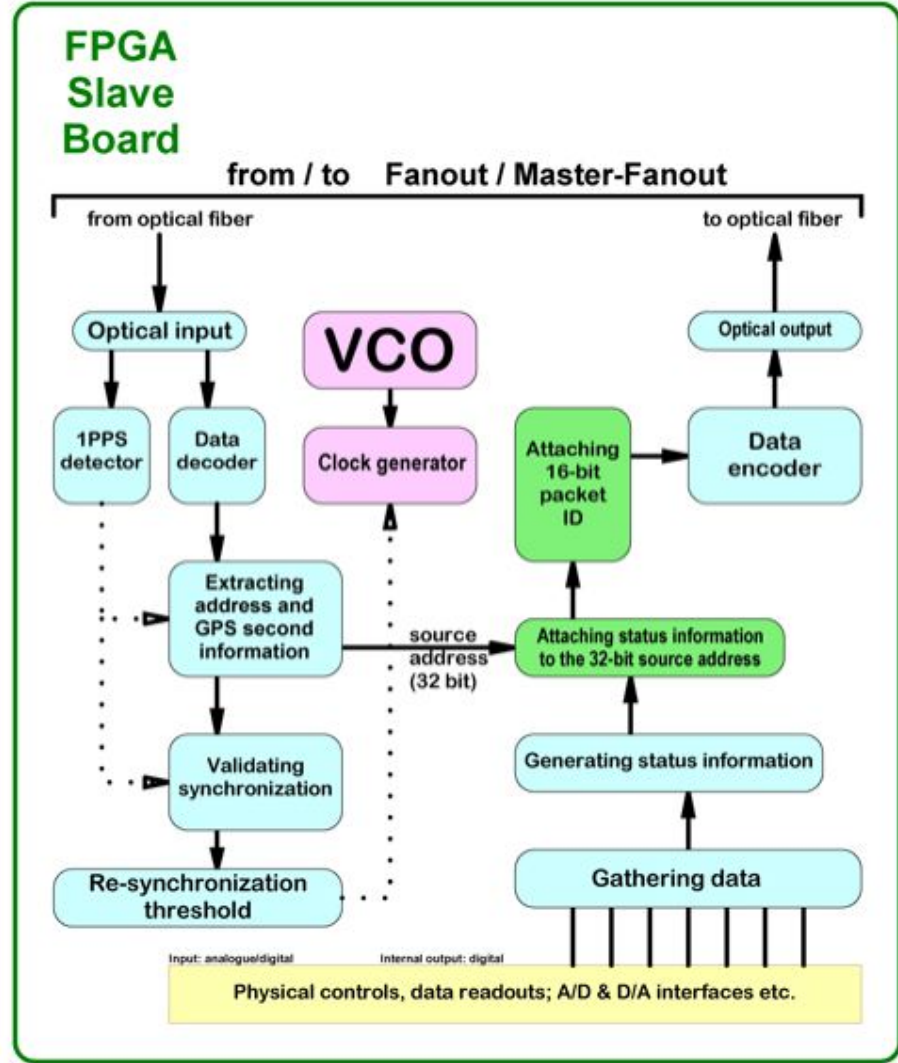 FPGA
Slave
Board
from / to Fanout / Master-Fanout
from optical fiber
to optical fiber
Optical input
VCO
Optical output
1PPS
detector
Data
decoder
Clock generator
Attaching
16-bit
packet
ID
Data
encoder
Extracting
address and
GPS second
information
source
address
(32 bit)
Attaching status information
to the 32-bit source address
Validating
synchronization
Generating status information
Re-synchronization
threshold
Gathering data
Input: analogue/digital
Internal output: digital
Physical controls, data readouts; A/D & D/A interfaces etc.